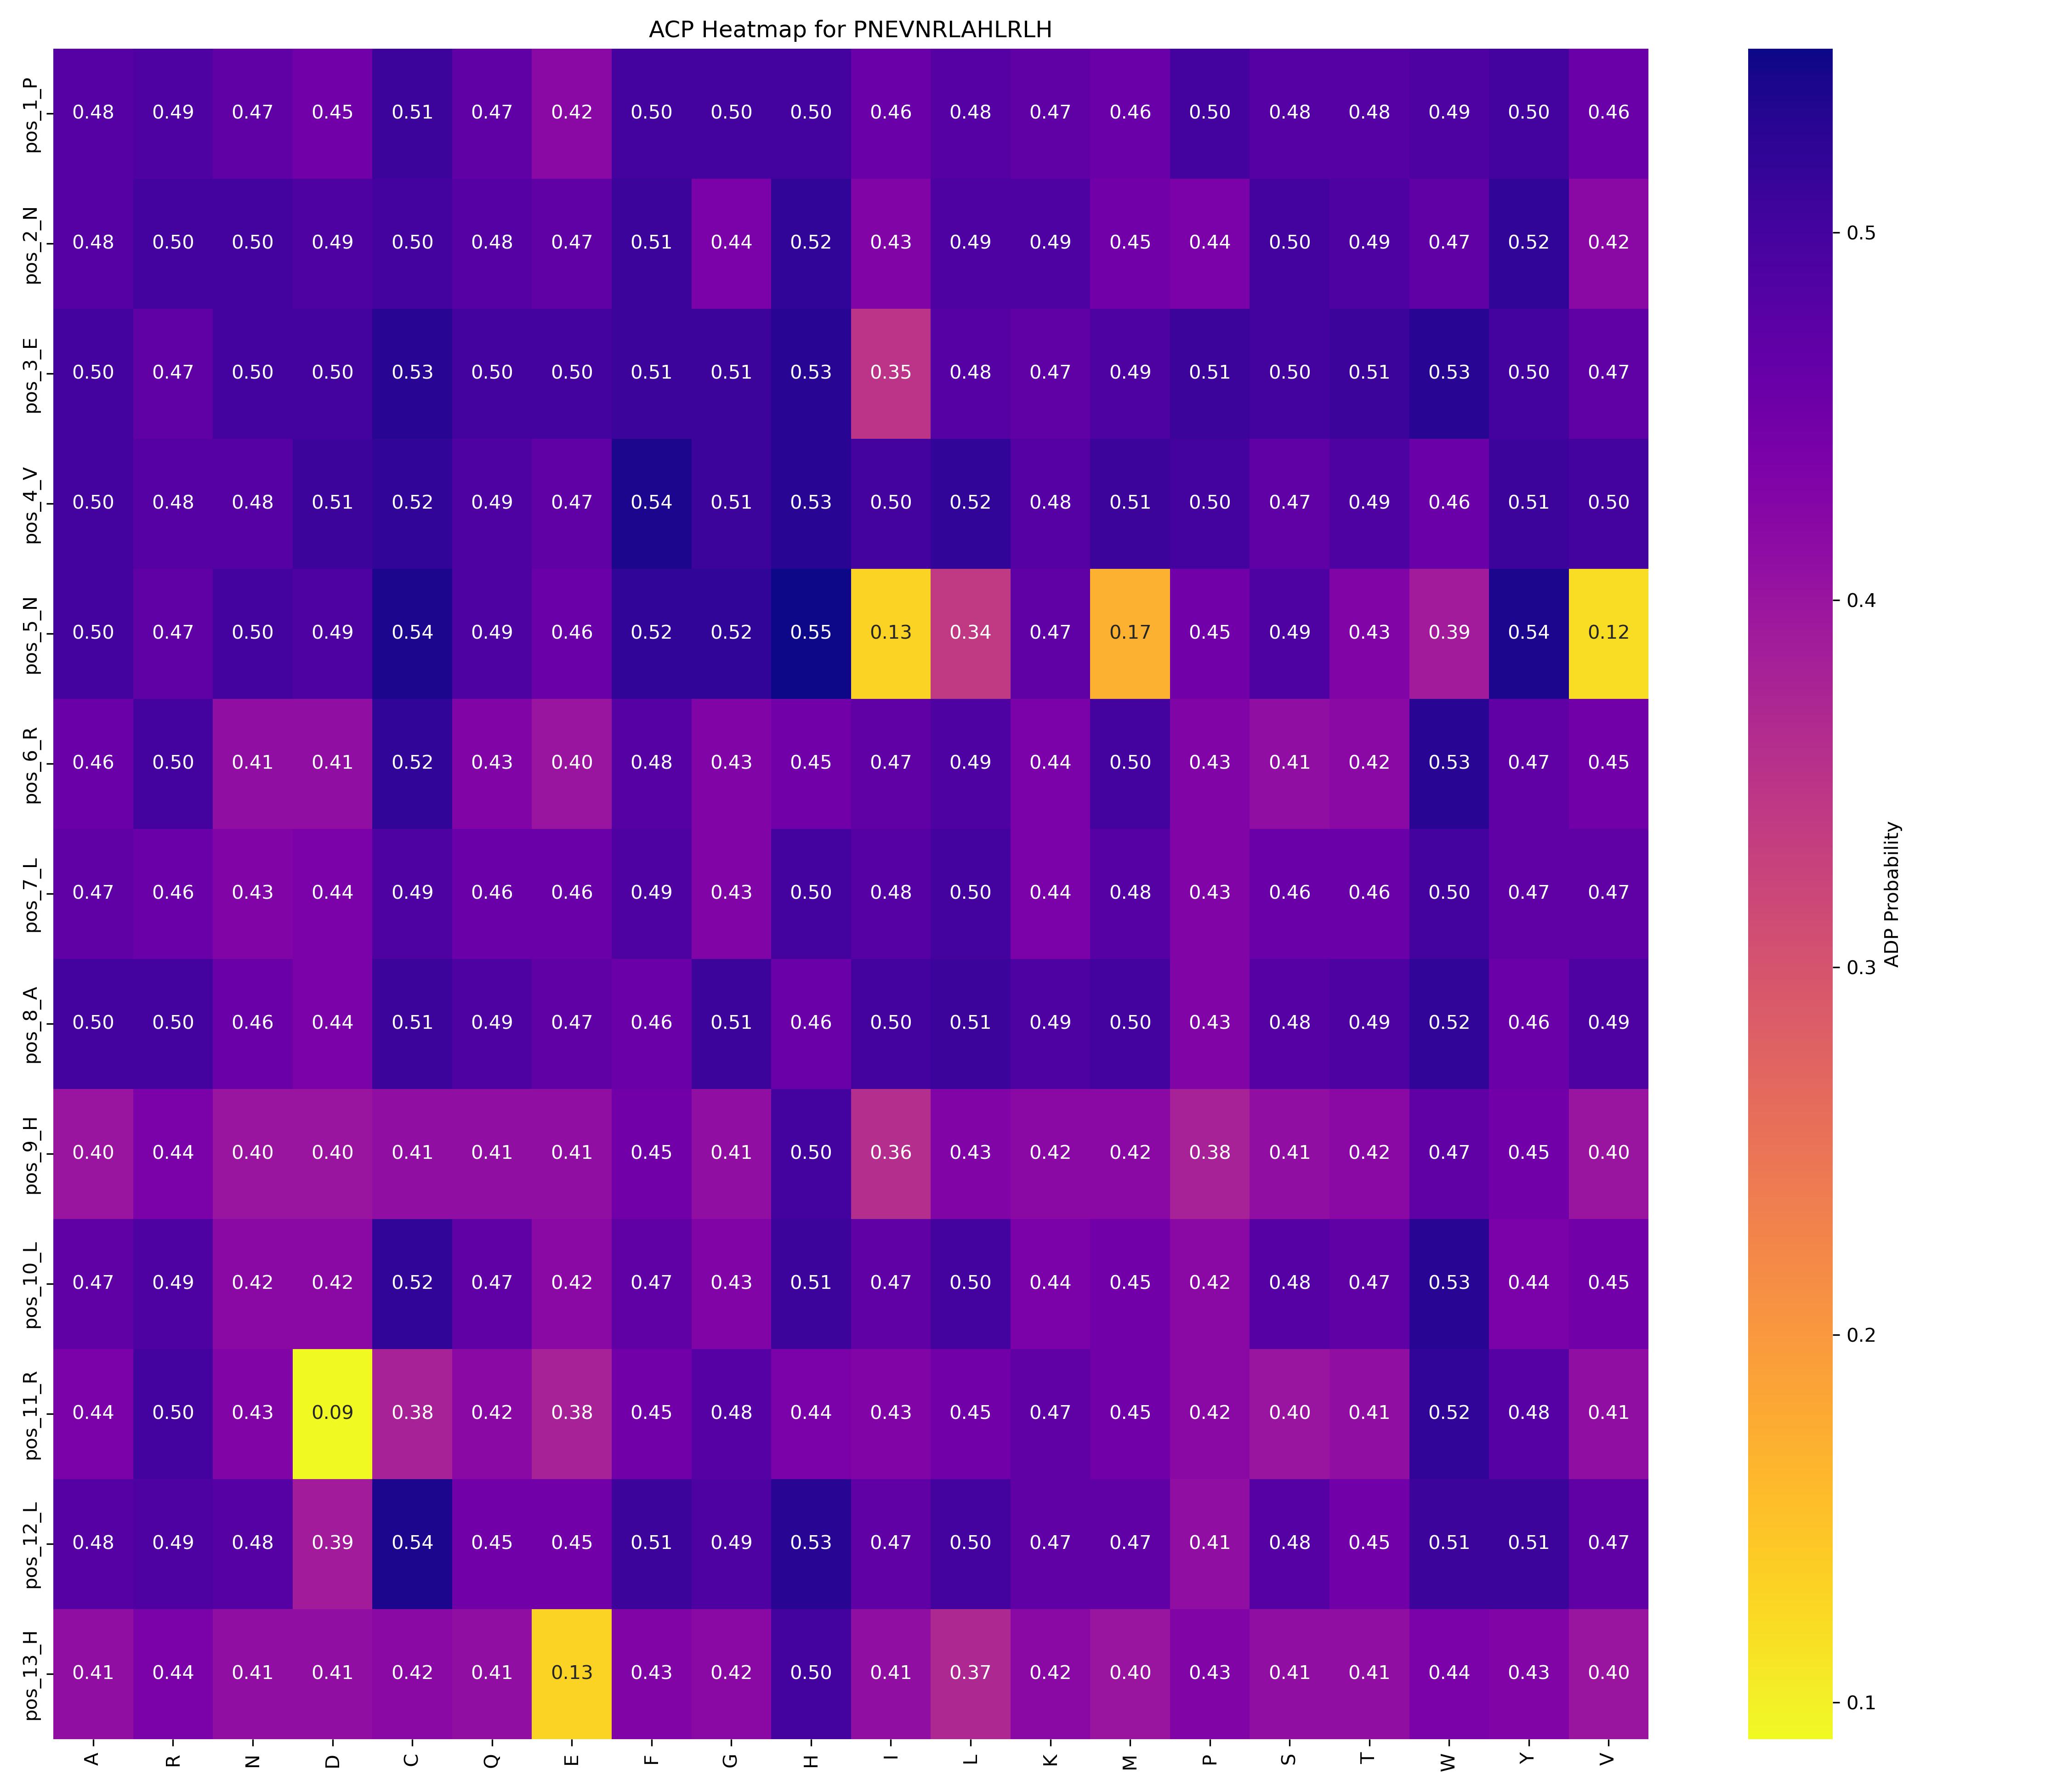 ACP Heatmap for PNEVNRLAHLRLH
pos_1_P 0.48 0.49 0.47 0.45 0.51 0.47 0.42 0.50 0.50 0.50 0.46 0.48 0.47 0.46 0.50 0.48 0.48 0.49 0.50 0.46
pos_2_N 0.48 0.50 0.50 0.49 0.50 0.48 0.47 0.51 0.44 0.52 0.43 0.49 0.49 0.45 0.44 0.50 0.49 0.47 0.52 0.42
pos_3_E 0.50 0.47 0.50 0.50 0.53 0.50 0.50 0.51 0.51 0.53 0.35 0.48 0.47 0.49 0.51 0.50 0.51 0.53 0.50 0.47
pos_4_V 0.50 0.48 0.48 0.51 0.52 0.49 0.47 0.54 0.51 0.53 0.50 0.52 0.48 0.51 0.50 0.47 0.49 0.46 0.51 0.50
pos_5_N 0.50 0.47 0.50 0.49 0.54 0.49 0.46 0.52 0.52 0.55 0.13 0.34 0.47 0.17 0.45 0.49 0.43 0.39 0.54 0.12
pos_6_R 0.46 0.50 0.41 0.41 0.52 0.43 0.40 0.48 0.43 0.45 0.47 0.49 0.44 0.50 0.43 0.41 0.42 0.53 0.47 0.45
pos_7_L 0.47 0.46 0.43 0.44 0.49 0.46 0.46 0.49 0.43 0.50 0.48 0.50 0.44 0.48 0.43 0.46 0.46 0.50 0.47 0.47
pos_8_A 0.50 0.50 0.46 0.44 0.51 0.49 0.47 0.46 0.51 0.46 0.50 0.51 0.49 0.50 0.43 0.48 0.49 0.52 0.46 0.49
pos_9_H 0.40 0.44 0.40 0.40 0.41 0.41 0.41 0.45 0.41 0.50 0.36 0.43 0.42 0.42 0.38 0.41 0.42 0.47 0.45 0.40
pos_10_L 0.47 0.49 0.42 0.42 0.52 0.47 0.42 0.47 0.43 0.51 0.47 0.50 0.44 0.45 0.42 0.48 0.47 0.53 0.44 0.45
pos_11_R 0.44 0.50 0.43 0.09 0.38 0.42 0.38 0.45 0.48 0.44 0.43 0.45 0.47 0.45 0.42 0.40 0.41 0.52 0.48 0.41
pos_12_L 0.48 0.49 0.48 0.39 0.54 0.45 0.45 0.51 0.49 0.53 0.47 0.50 0.47 0.47 0.41 0.48 0.45 0.51 0.51 0.47
pos_13_H 0.41 0.44 0.41 0.41 0.42 0.41 0.13 0.43 0.42 0.50 0.41 0.37 0.42 0.40 0.43 0.41 0.41 0.44 0.43 0.40
A R N D C Q E F G H I L K M P S T W Y V
0.5
0.4
0.3
0.2
0.1
ADP Probability